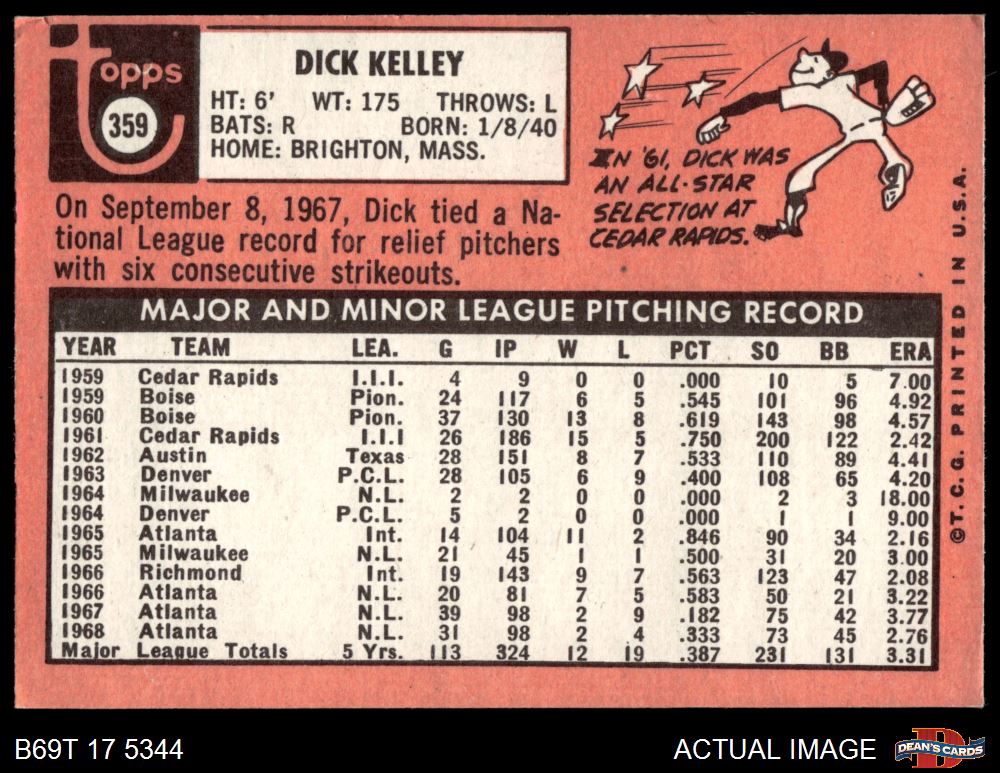 topps
359
DICK KELLEY
HT: 6' WT: 175 THROWS: L
BATS: R BORN: 1/8/40
HOME: BRIGHTON, MASS.
On September 8, 1967, Dick tied a Na-
tional League record for relief pitchers
with six consecutive strikeouts.
IN '61, DICK WAS
AN ALL-STAR
SELECTION AT
CEDAR RAPIDS.
MAJOR AND MINOR LEAGUE PITCHING RECORD
YEAR TEAM LEA. G IP W L PCT SO BB ERA
1959 Cedar Rapids I.I.I. 4 9 0 0 .000 10 5 7.00
1959 Boise Pion. 24 117 6 5 .545 101 96 4.92
1960 Boise Pion. 37 130 13 8 .619 143 98 4.57
1961 Cedar Rapids I.I.I 26 186 15 5 .750 200 122 2.42
1962 Austin Texas 28 151 8 7 .533 110 89 4.41
1963 Denver P.C.L. 28 105 6 9 .400 108 65 4.20
1964 Milwaukee N.L. 2 2 0 0 .000 2 3 18.00
1964 Denver P.C.L. 5 2 0 0 .000 1 1 9.00
1965 Atlanta Int. 14 104 11 2 .846 90 34 2.16
1965 Milwaukee N.L. 21 45 1 1 .500 31 20 3.00
1966 Richmond Int. 19 143 9 7 .563 123 47 2.08
1966 Atlanta N.L. 20 81 7 5 .583 50 21 3.22
1967 Atlanta N.L. 39 98 2 9 .182 75 42 3.77
1968 Atlanta N.L. 31 98 2 4 .333 73 45 2.76
Major League Totals 5 Yrs. 113 324 12 19 .387 231 131 3.31
©T.C.G. PRINTED IN U.S.A.
B69T 17 5344 ACTUAL IMAGE
D
DEAN'S CARDS